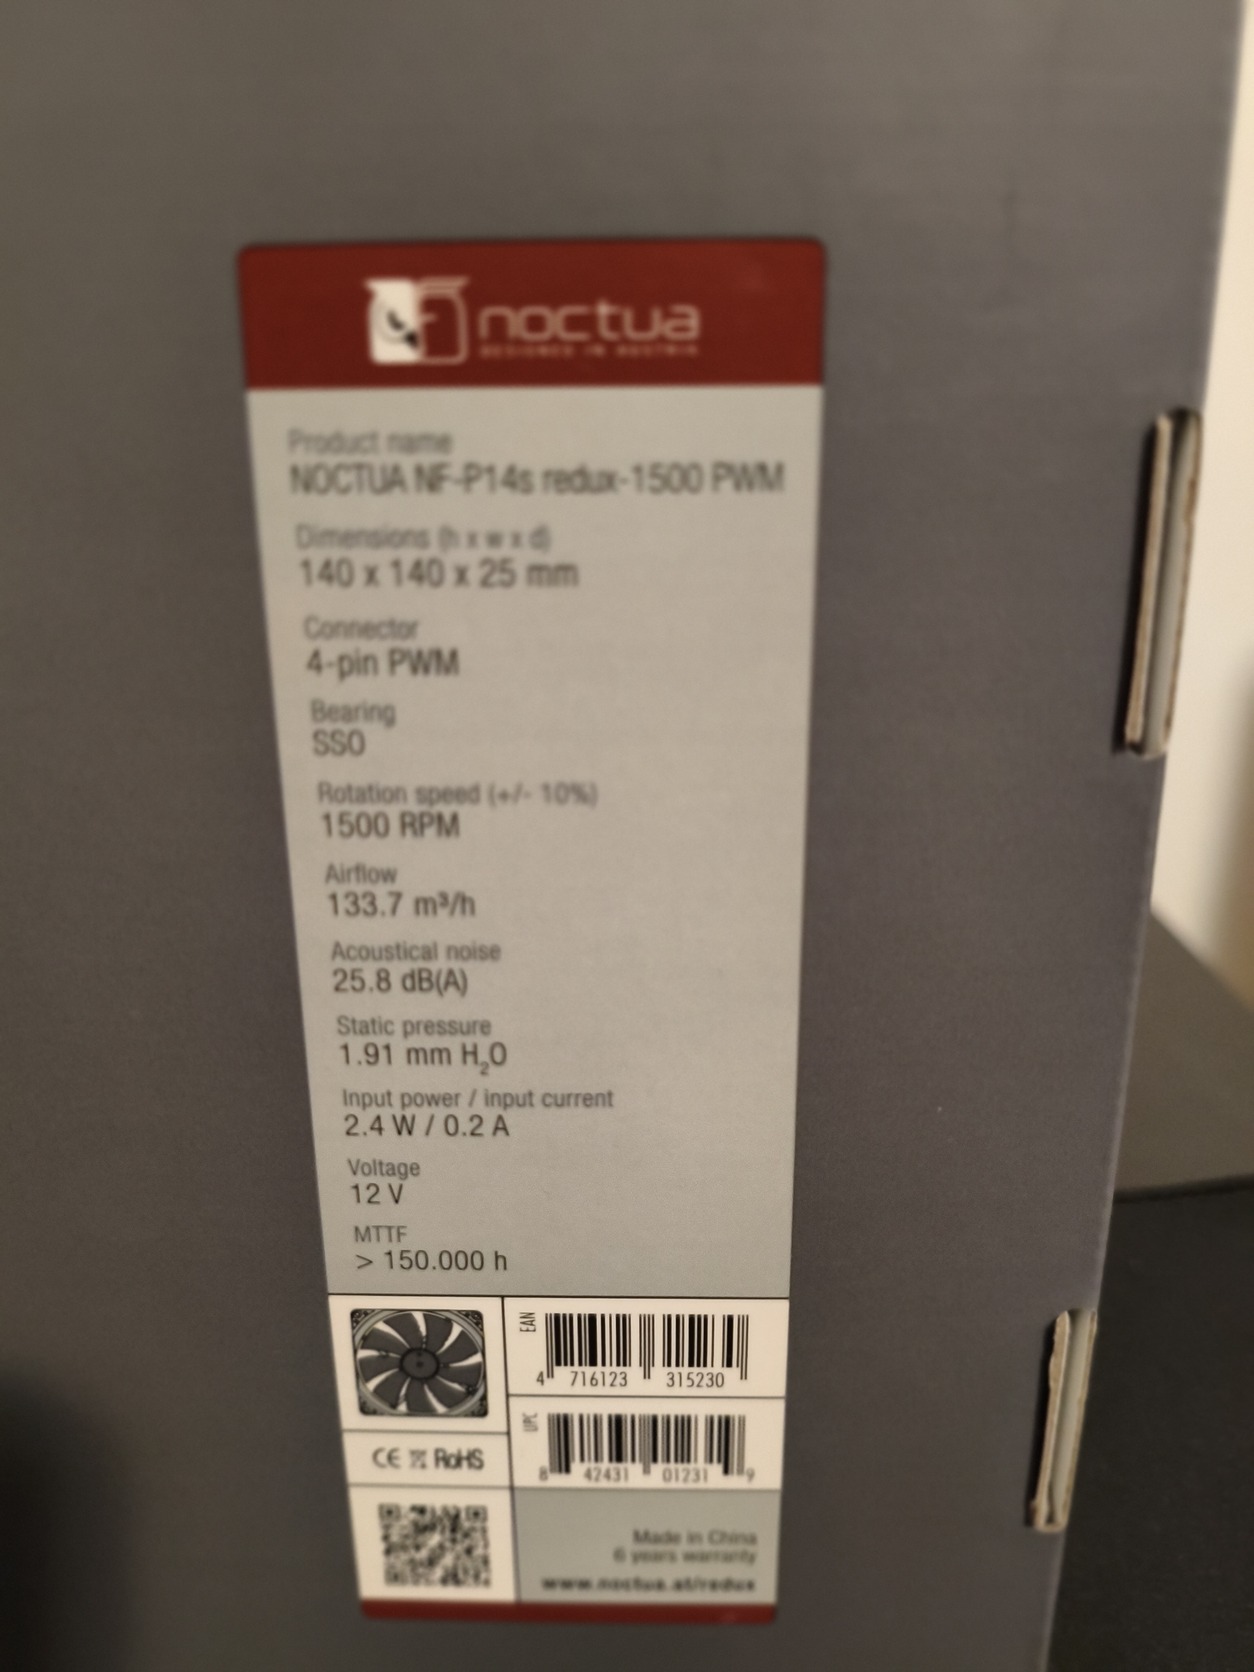 noctua
DESIGNED IN AUSTRIA
Product name
NOCTUA NF-P14s redux-1500 PWM
Dimensions (h x w x d)
140 x 140 x 25 mm
Connector
4-pin PWM
Bearing
SSO
Rotation speed (+/- 10%)
1500 RPM
Airflow
133.7 m³/h
Acoustical noise
25.8 dB(A)
Static pressure
1.91 mm H₂O
Input power / input current
2.4 W / 0.2 A
Voltage
12 V
MTTF
> 150.000 h
EAN
4 716123 315230
UPC
8 42431 01231 9
CE RoHS
Made in China
6 years warranty
www.noctua.at/redux